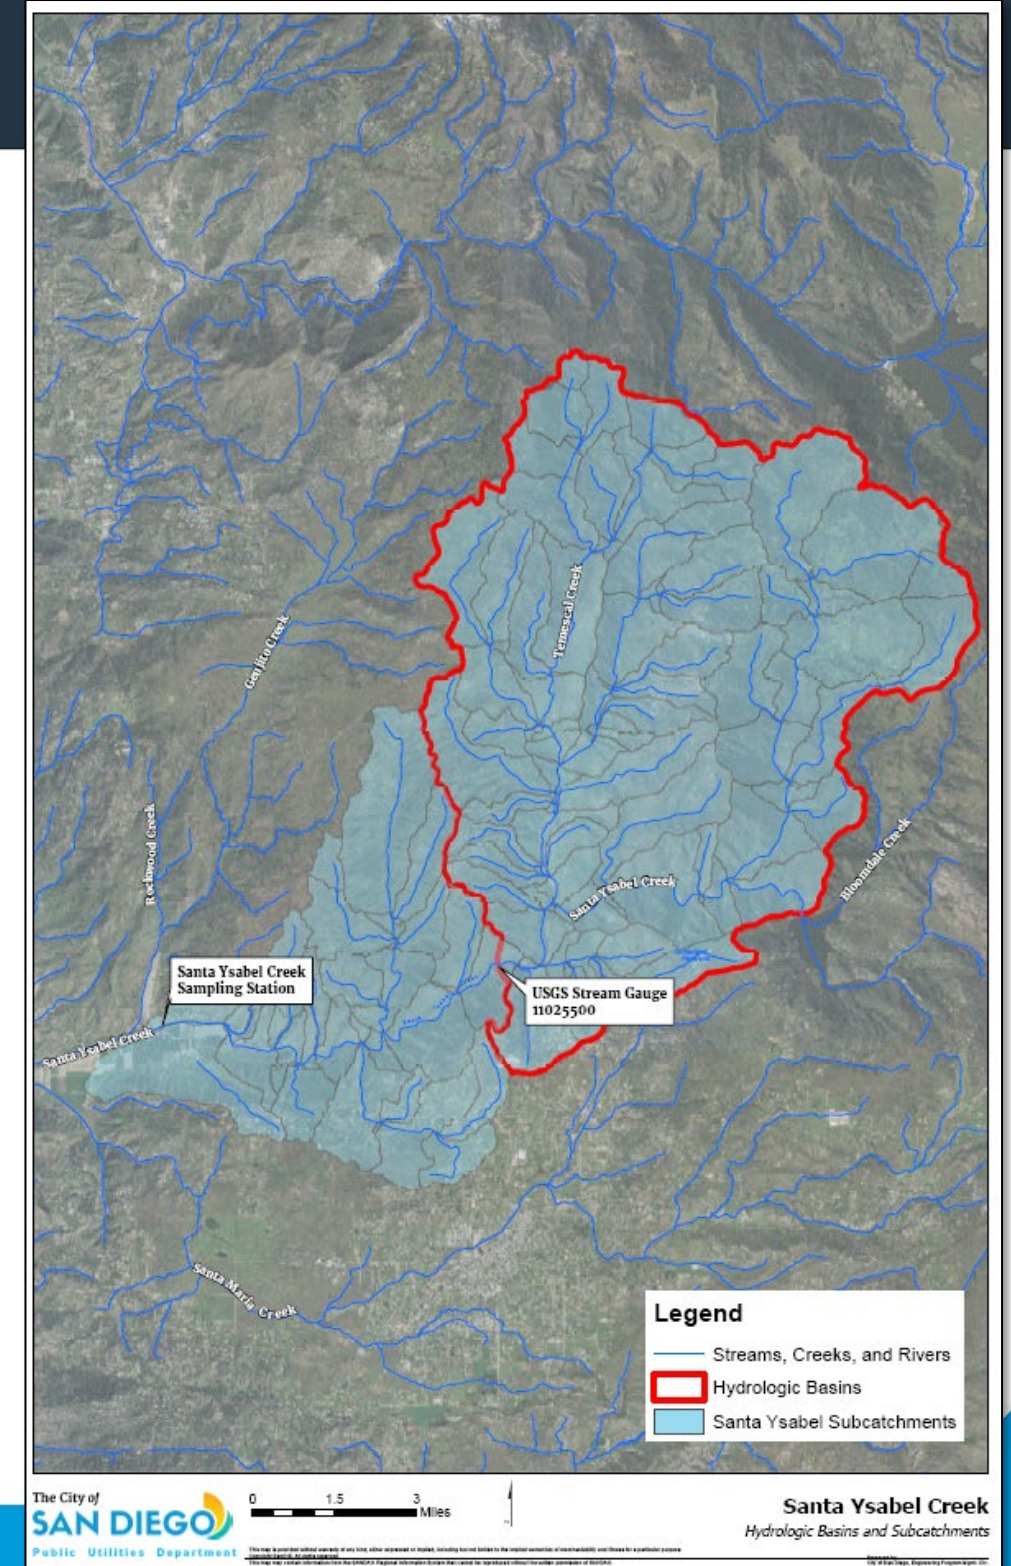 Temescal Creek
Guejito Creek
Rockwood Creek
Bloomdale Creek
Santa Ysabel Creek
Santa Ysabel Creek
Sampling Station
USGS Stream Gauge
11025500
Santa Ysabel Creek
Santa Maria Creek
Legend
Streams, Creeks, and Rivers
Hydrologic Basins
Santa Ysabel Subcatchments
The City of
SAN DIEGO
Public Utilities Department
0 1.5 3
Miles
Santa Ysabel Creek
Hydrologic Basins and Subcatchments